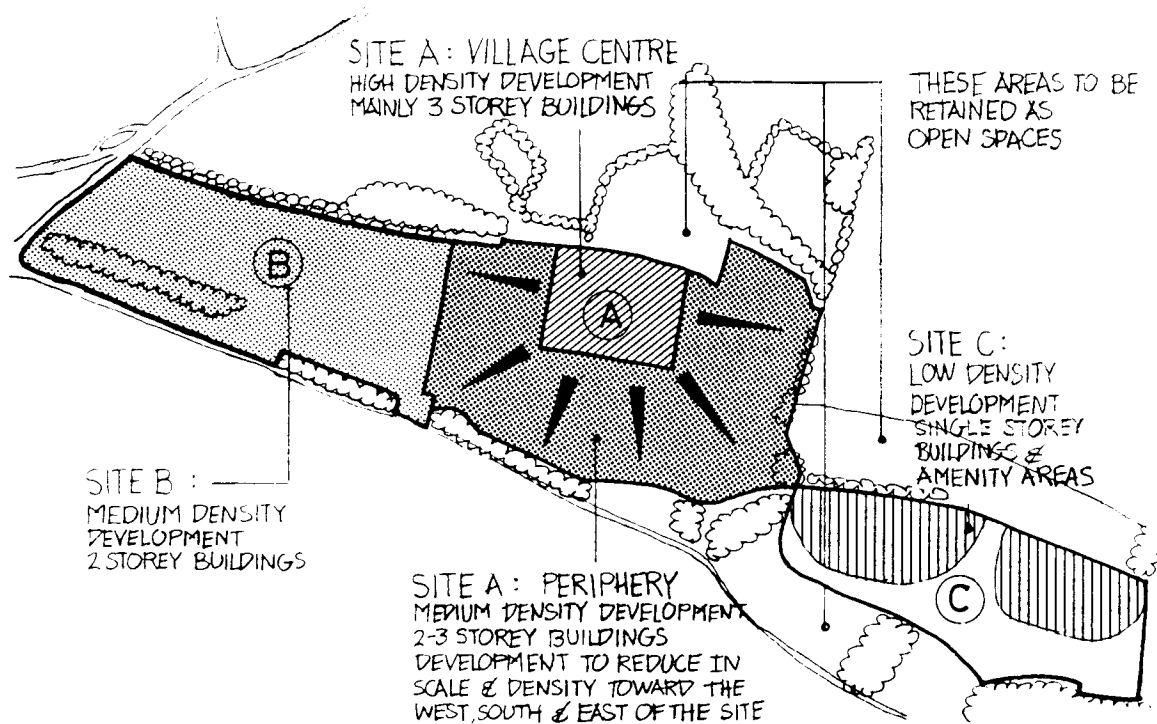 SITE A: VILLAGE CENTRE
HIGH DENSITY DEVELOPMENT
MAINLY 3 STOREY BUILDINGS
THESE AREAS TO BE
RETAINED AS
OPEN SPACES
B
A
SITE C:
LOW DENSITY
DEVELOPMENT
SINGLE STOREY
BUILDINGS &
AMENITY AREAS
SITE B :
MEDIUM DENSITY
DEVELOPMENT
2 STOREY BUILDINGS
SITE A: PERIPHERY
MEDIUM DENSITY DEVELOPMENT
2-3 STOREY BUILDINGS
DEVELOPMENT TO REDUCE IN
SCALE & DENSITY TOWARD THE
WEST, SOUTH & EAST OF THE SITE
C